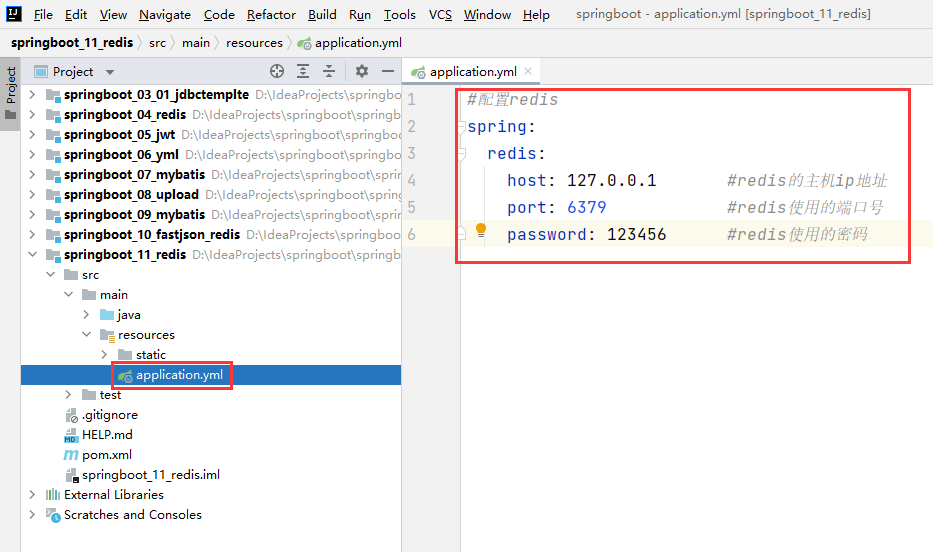 File Edit View Navigate Code Refactor Build Run Tools VCS Window Help springboot - application.yml [springboot_11_redis]
springboot_11_redis src main resources application.yml
Project
Project
application.yml
springboot_03_01_jdbctemplte D:\IdeaProjects\springboo
springboot_04_redis D:\IdeaProjects\springboot\springbo
springboot_05_jwt D:\IdeaProjects\springboot\springboot
springboot_06_yml D:\IdeaProjects\springboot\springboot
springboot_07_mybatis D:\IdeaProjects\springboot\spring
springboot_08_upload D:\IdeaProjects\springboot\spring
springboot_09_mybatis D:\IdeaProjects\springboot\spring
springboot_10_fastjson_redis D:\IdeaProjects\springboot
springboot_11_redis D:\IdeaProjects\springboot\springbo
src
main
java
resources
static
application.yml
test
.gitignore
HELP.md
pom.xml
springboot_11_redis.iml
External Libraries
Scratches and Consoles
1 #配置redis
2 spring:
3 redis:
4 host: 127.0.0.1 #redis的主机ip地址
5 port: 6379 #redis使用的端口号
6 password: 123456 #redis使用的密码